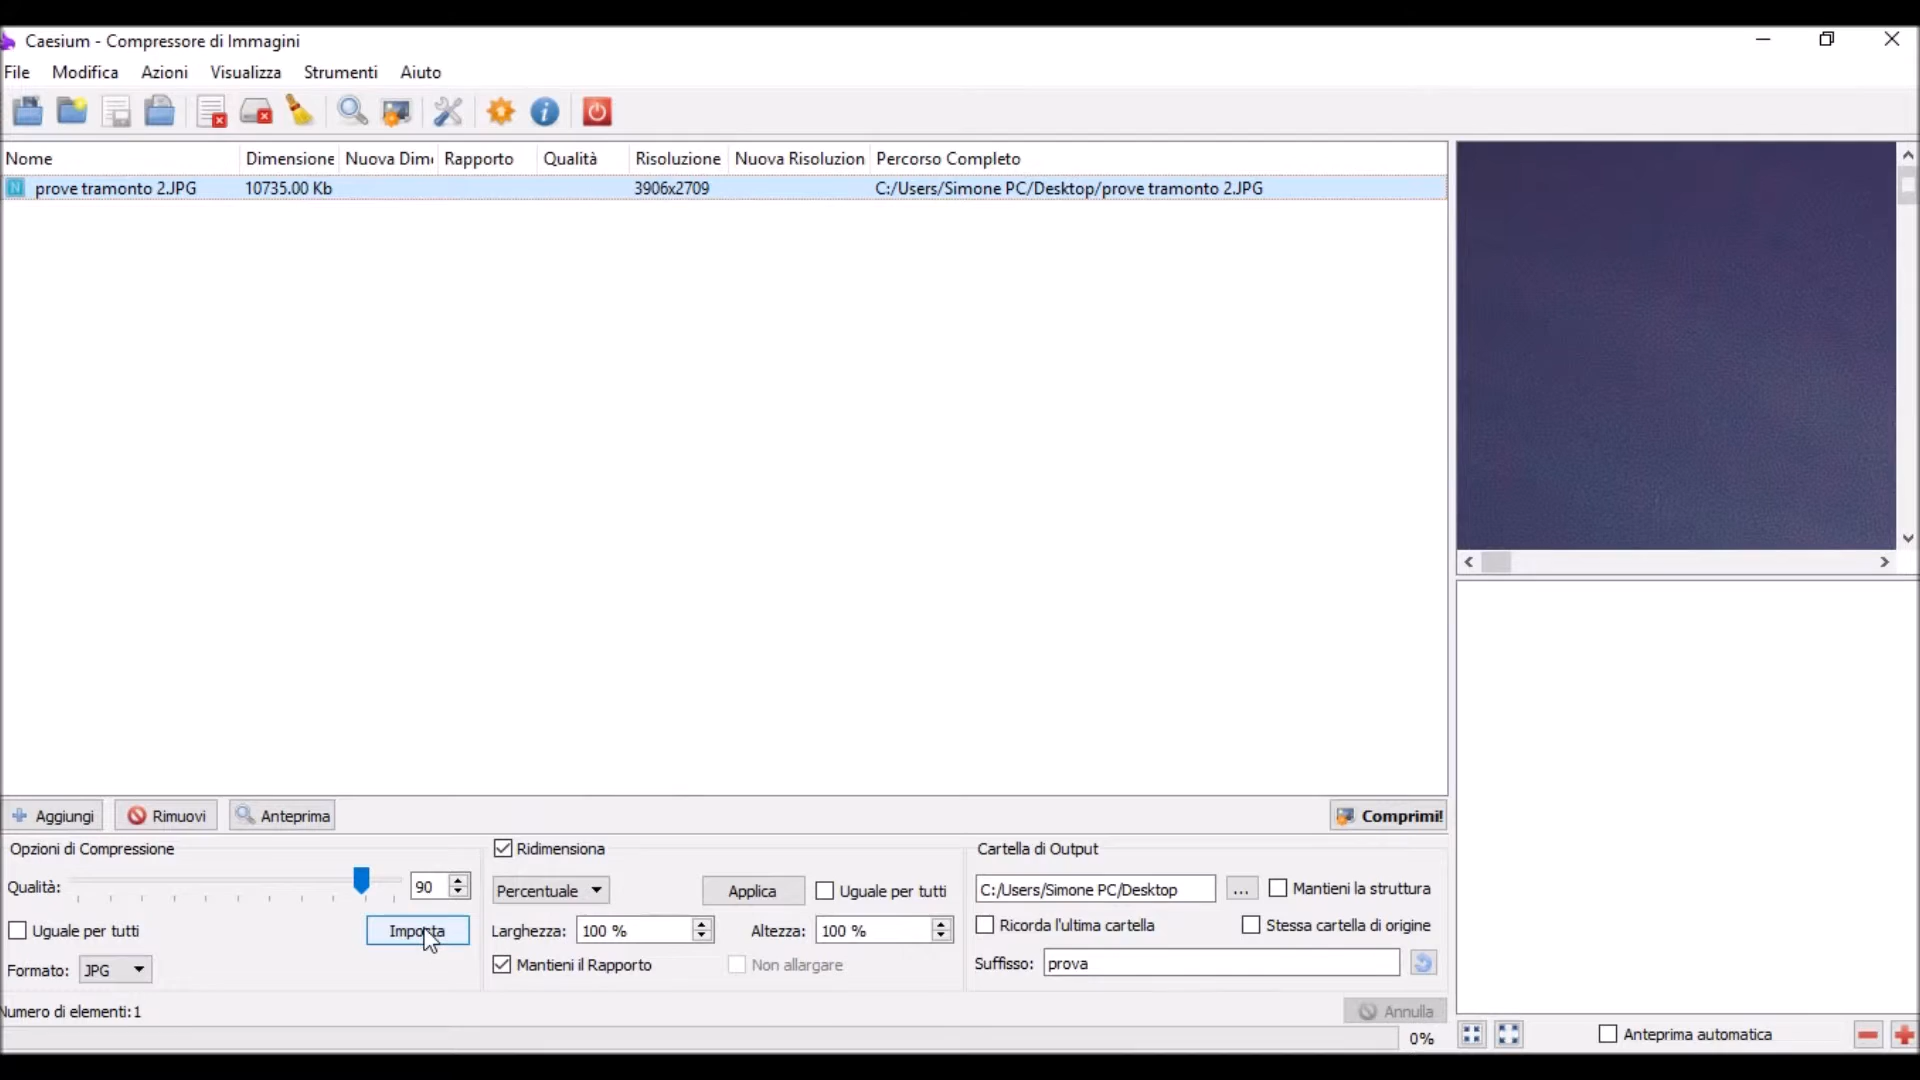 Caesium - Compressore di Immagini
File Modifica Azioni Visualizza Strumenti Aiuto
Nome Dimensione Nuova Dim Rapporto Qualità Risoluzione Nuova Risoluzion Percorso Completo
prove tramonto 2.JPG 10735.00 Kb 3906x2709 C:/Users/Simone PC/Desktop/prove tramonto 2.JPG
Aggiungi Rimuovi Anteprima Comprimi!
Opzioni di Compressione Ridimensiona Cartella di Output
Qualità: 90 Percentuale Applica Uguale per tutti C:/Users/Simone PC/Desktop ... Mantieni la struttura
Uguale per tutti Imposta Larghezza: 100 % Altezza: 100 % Ricorda l'ultima cartella Stessa cartella di origine
Formato: JPG Mantieni il Rapporto Non allargare Suffisso: prova
Numero di elementi:1 Annulla
0% Anteprima automatica